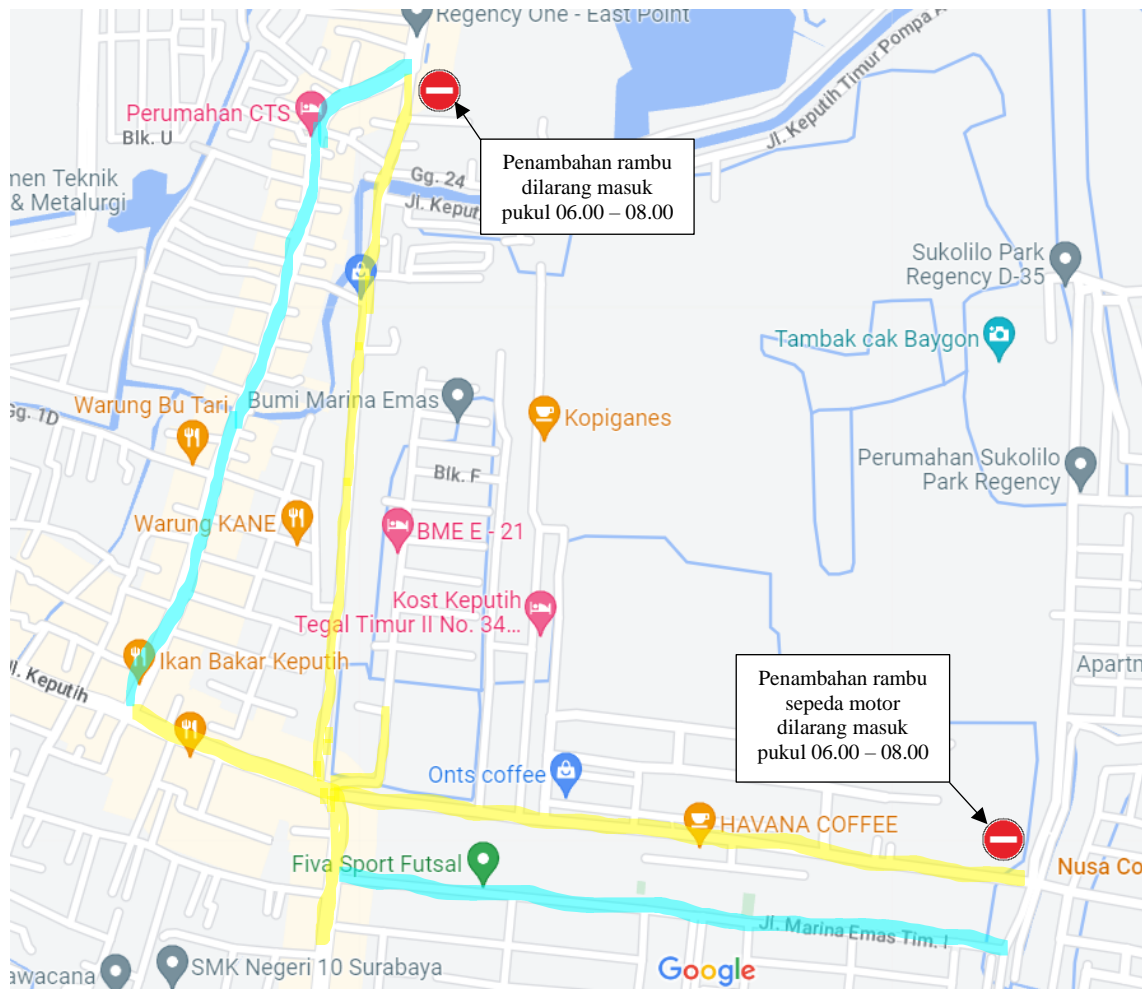 Regency One - East Point
Perumahan CTS
Blk. U
men Teknik
& Metalurgi
Penambahan rambu
dilarang masuk
pukul 06.00 – 08.00
Gg. 24
Jl. Keput
Jl. Keputih Timur Pompa A
Sukolilo Park
Regency D-35
Tambak cak Baygon
Warung Bu Tari
Bumi Marina Emas
Kopiganes
Gg. 1D
Blk. F
Perumahan Sukolilo
Park Regency
Warung KANE
BME E - 21
Kost Keputih
Tegal Timur II No. 34...
Ikan Bakar Keputih
Jl. Keputih
Apartm
Penambahan rambu
sepeda motor
dilarang masuk
pukul 06.00 – 08.00
Onts coffee
HAVANA COFFEE
Fiva Sport Futsal
Nusa Co
Jl. Marina Emas Tim. I
awacana
SMK Negeri 10 Surabaya
Google